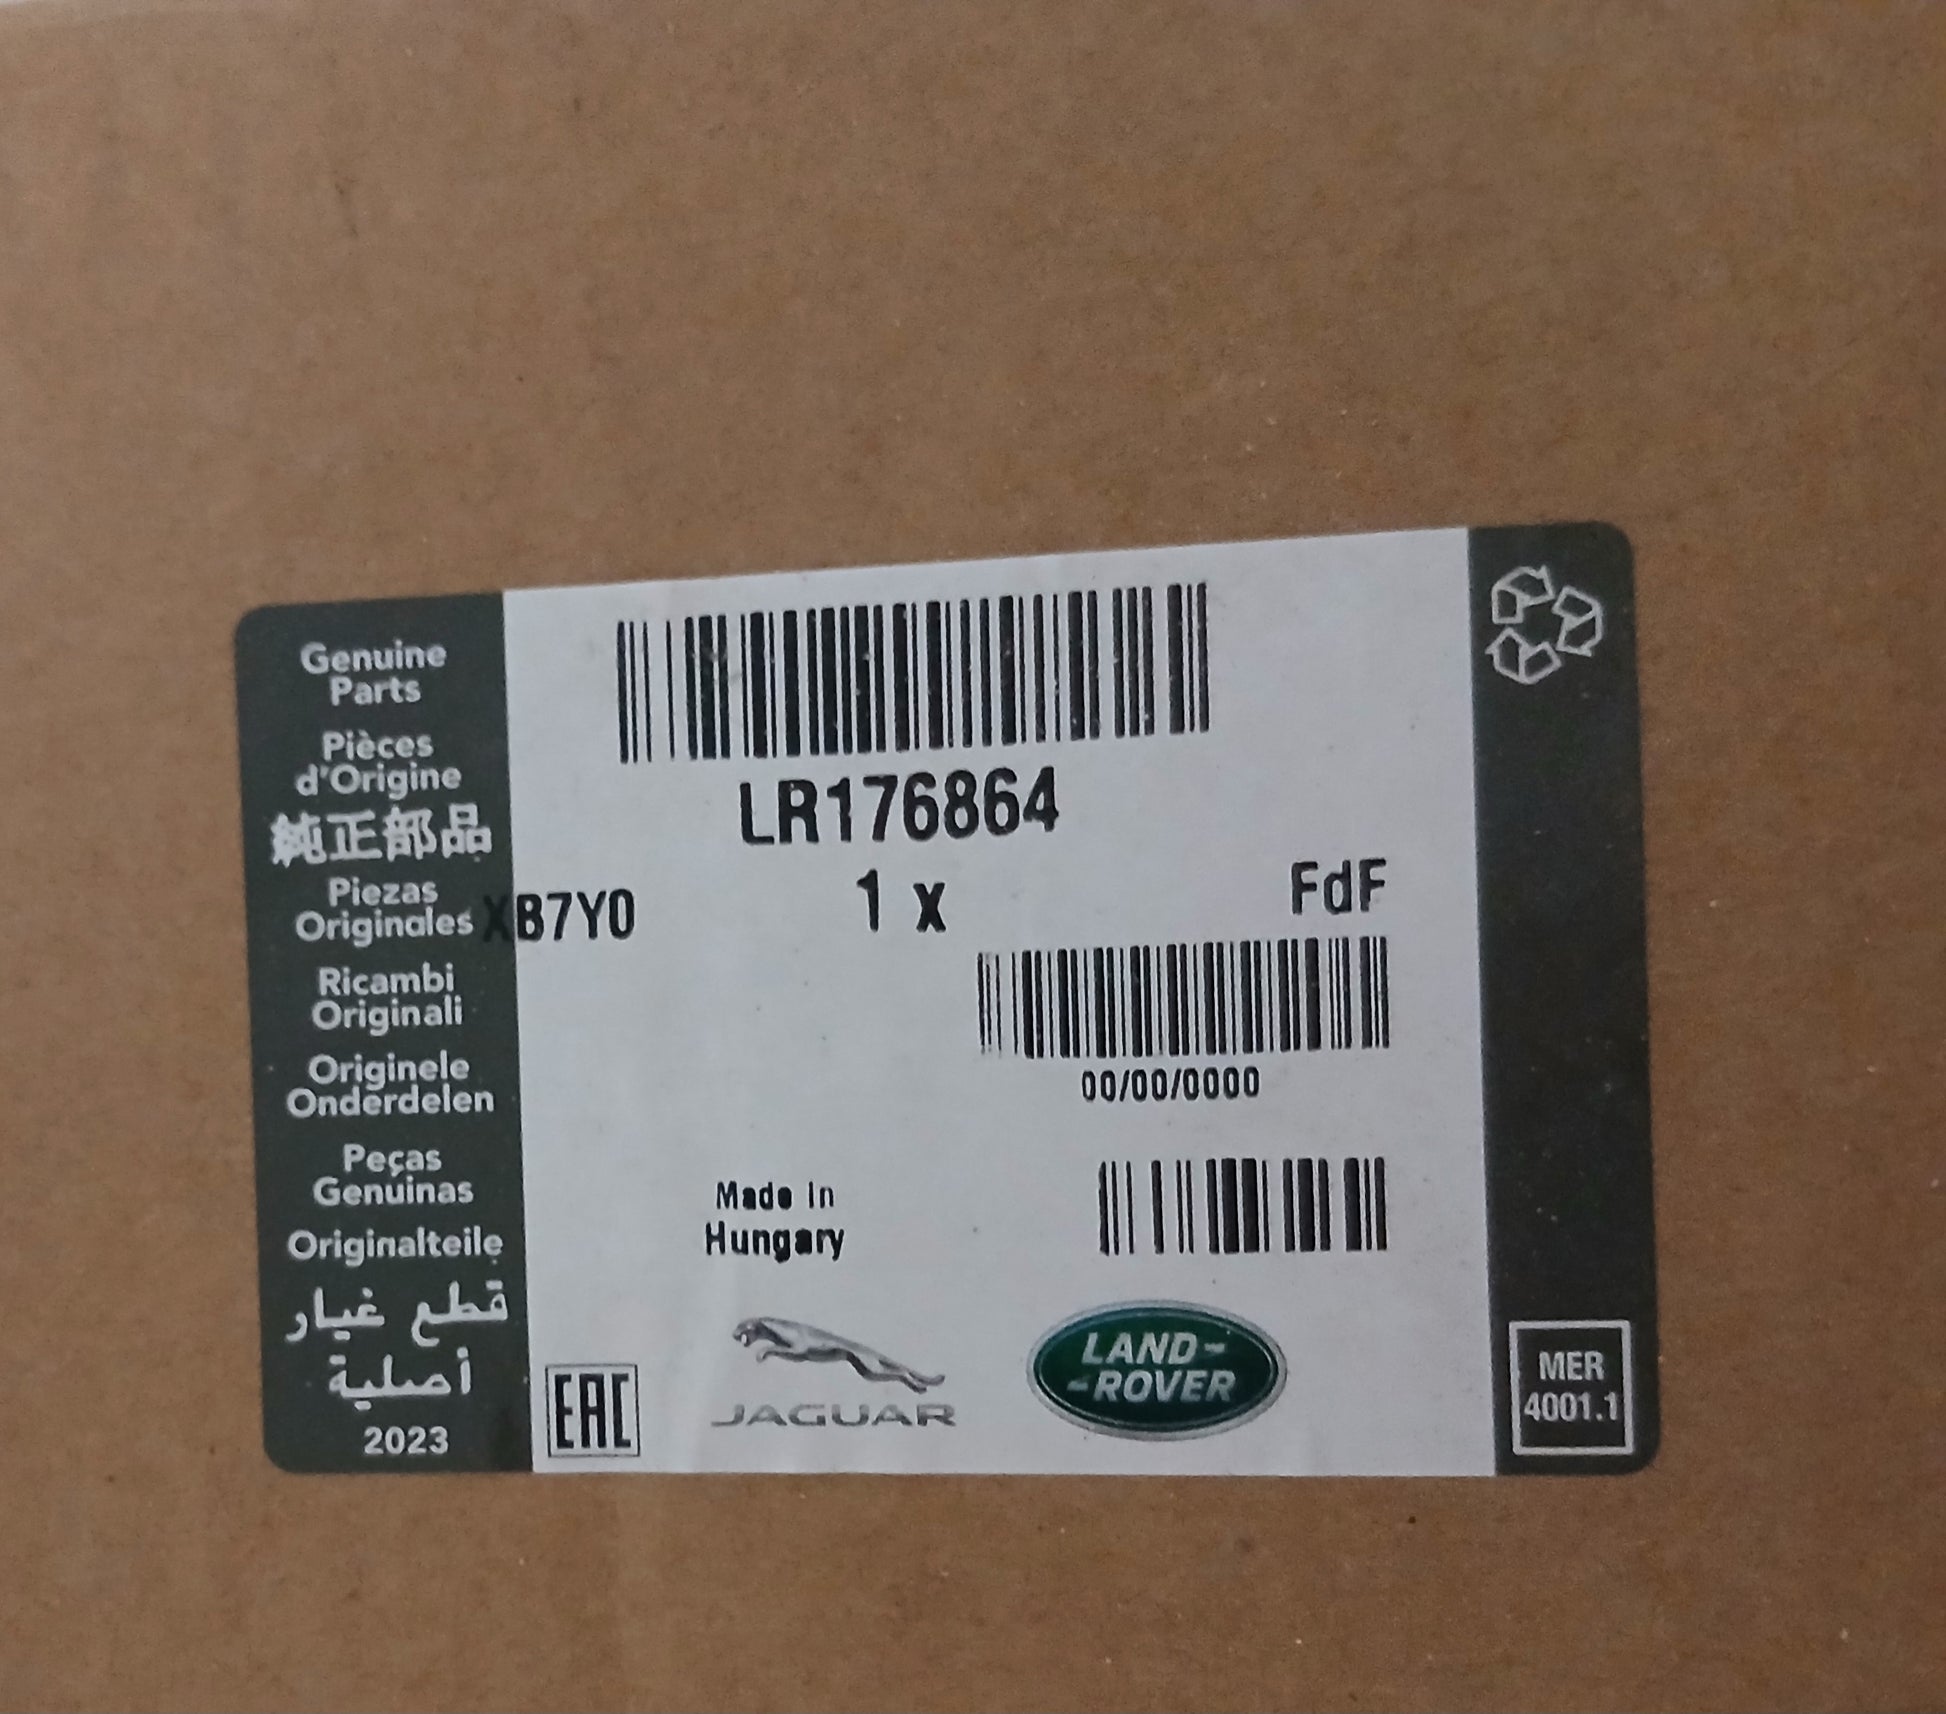 Genuine
Parts
Pièces
d'Origine
純正部品
Piezas
Originales
Ricambi
Originali
Originele
Onderdelen
Peças
Genuinas
Originalteile
قطع غيار
أصلية
2023
LR176864
XB7Y0 1 x FdF
00/00/0000
Made In
Hungary
EAC
JAGUAR
LAND-
-ROVER
MER
4001.1